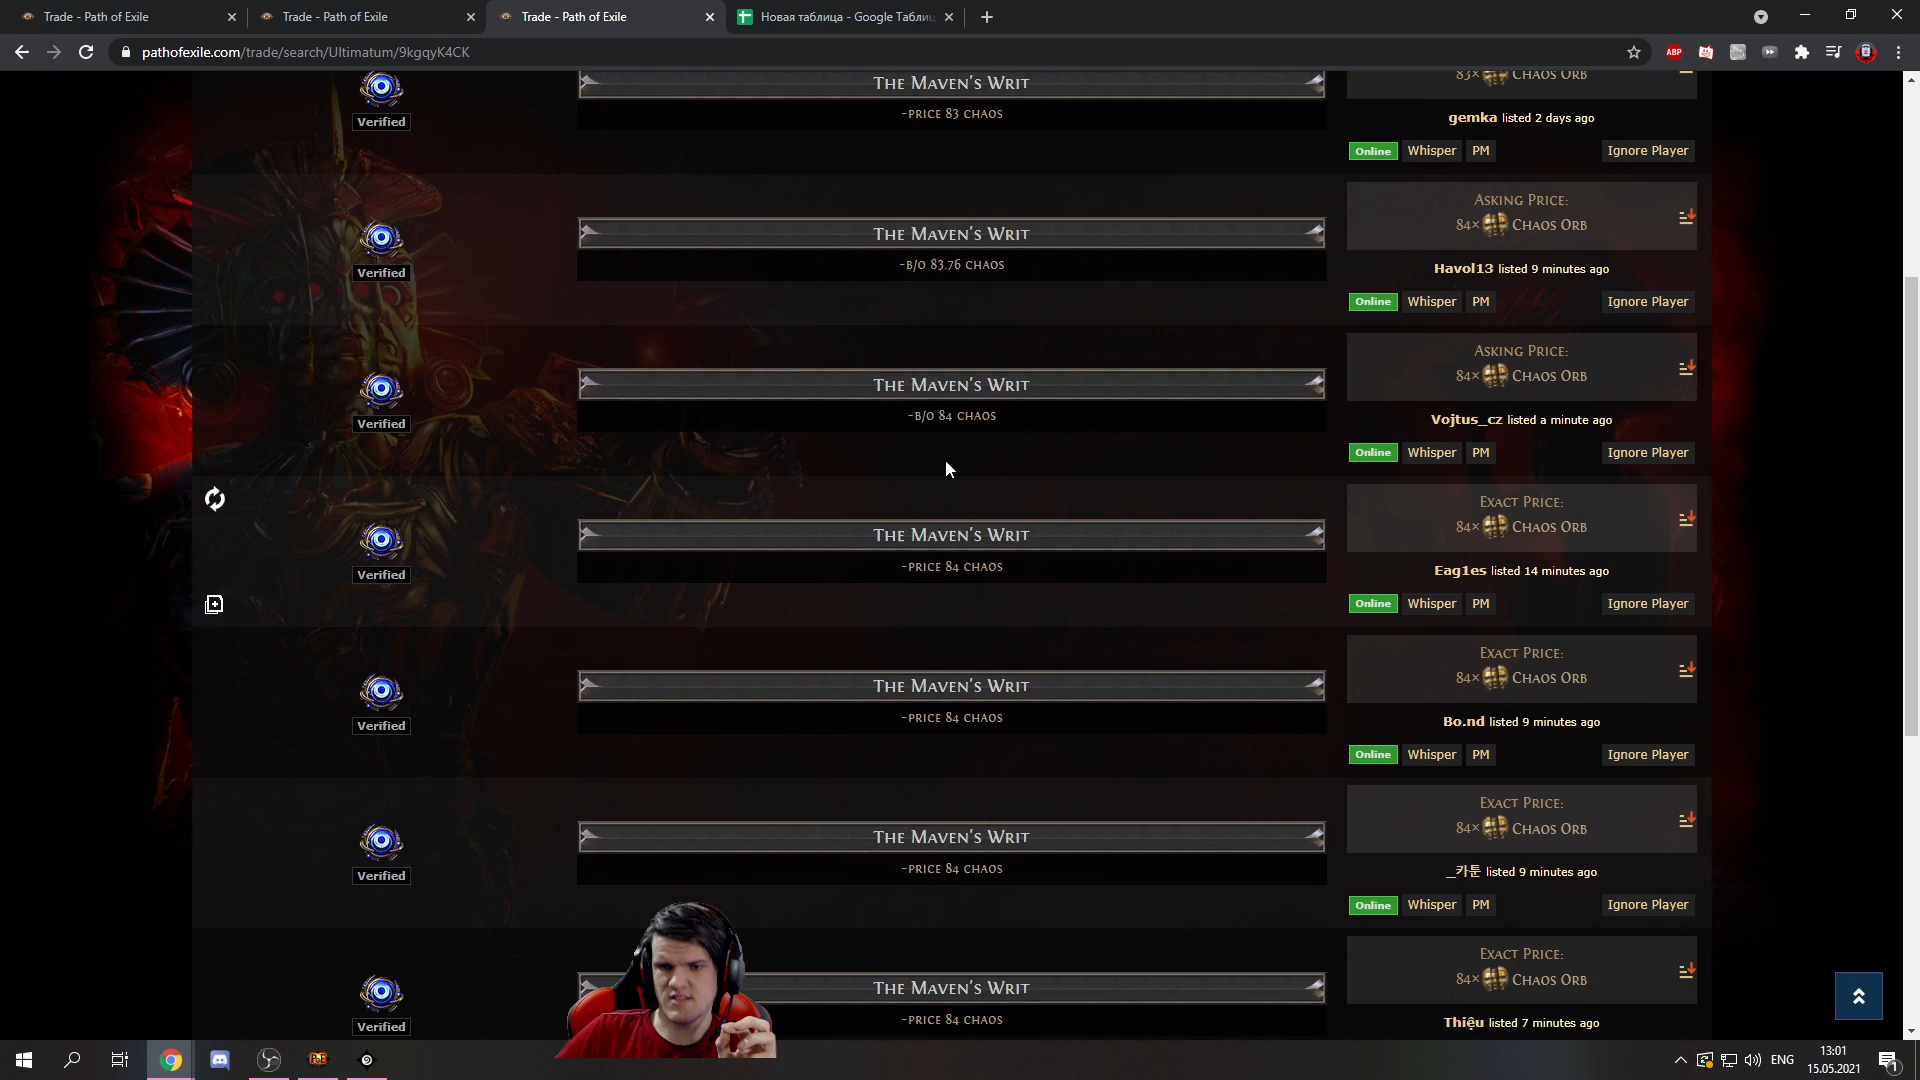 Trade - Path of Exile
Trade - Path of Exile
Trade - Path of Exile
Новая таблица - Google Таблиц
pathofexile.com/trade/search/Ultimatum/9kgqyK4CK
ABP
The Maven's Writ
83× Chaos Orb
Verified
-price 83 chaos
gemka listed 2 days ago
Online Whisper PM Ignore Player
Asking Price:
The Maven's Writ
84× Chaos Orb
Verified
-b/o 83.76 chaos
Havol13 listed 9 minutes ago
Online Whisper PM Ignore Player
Asking Price:
The Maven's Writ
84× Chaos Orb
Verified
-b/o 84 chaos
Vojtus_cz listed a minute ago
Online Whisper PM Ignore Player
Exact Price:
The Maven's Writ
84× Chaos Orb
Verified
-price 84 chaos
Eag1es listed 14 minutes ago
Online Whisper PM Ignore Player
Exact Price:
The Maven's Writ
84× Chaos Orb
Verified
-price 84 chaos
Bo.nd listed 9 minutes ago
Online Whisper PM Ignore Player
Exact Price:
The Maven's Writ
84× Chaos Orb
Verified
-price 84 chaos
_카툰 listed 9 minutes ago
Online Whisper PM Ignore Player
Exact Price:
The Maven's Writ
84× Chaos Orb
Verified
-price 84 chaos
Thiệu listed 7 minutes ago
PoE
ENG
13:01
15.05.2021
1